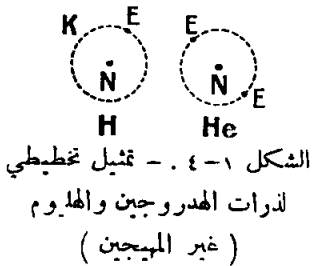 K E E
N N
E
H He
الشكل ١-٤ . - تمثيل تخطيطي
لذرات الهدروجين والهليوم
( غير المهيجين )